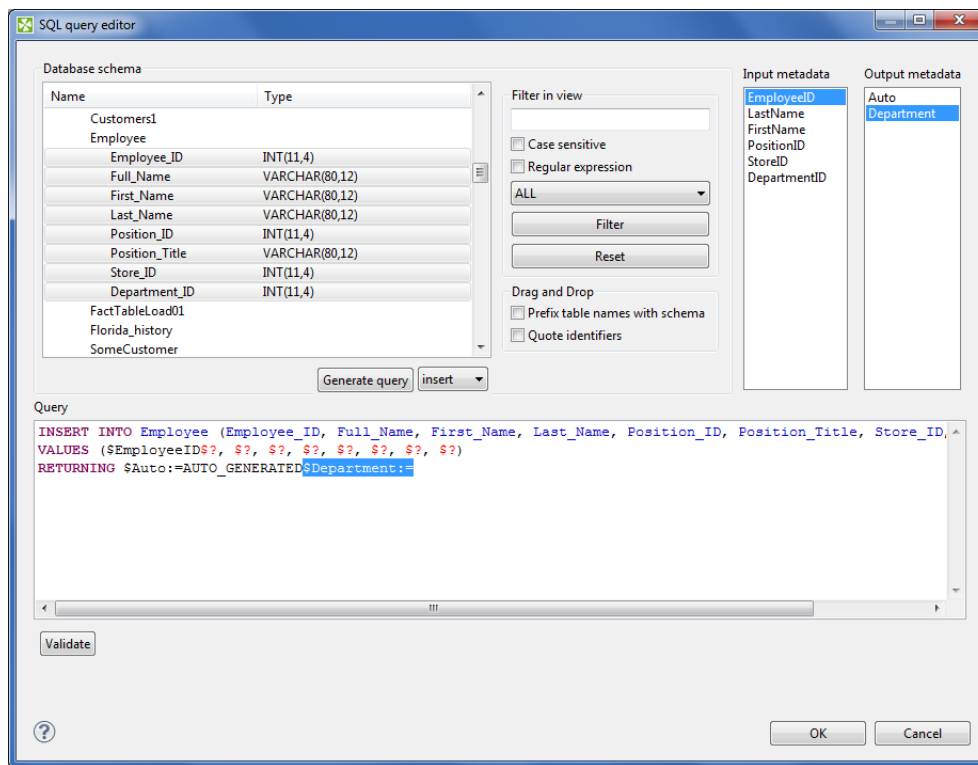 SQL query editor
Database schema
Name Type
Customers1
Employee
Employee_ID INT(11,4)
Full_Name VARCHAR(80,12)
First_Name VARCHAR(80,12)
Last_Name VARCHAR(80,12)
Position_ID INT(11,4)
Position_Title VARCHAR(80,12)
Store_ID INT(11,4)
Department_ID INT(11,4)
FactTableLoad01
Florida_history
SomeCustomer
Generate query insert
Filter in view
Case sensitive
Regular expression
ALL
Filter
Reset
Drag and Drop
Prefix table names with schema
Quote identifiers
Input metadata
EmployeeID
LastName
FirstName
PositionID
StoreID
DepartmentID
Output metadata
Auto
Department
Query
INSERT INTO Employee (Employee_ID, Full_Name, First_Name, Last_Name, Position_ID, Position_Title, Store_ID,
VALUES ($EmployeeID$?, $?, $?, $?, $?, $?, $?, $?)
RETURNING $Auto:=AUTO_GENERATED$Department:=
Validate
?
OK Cancel